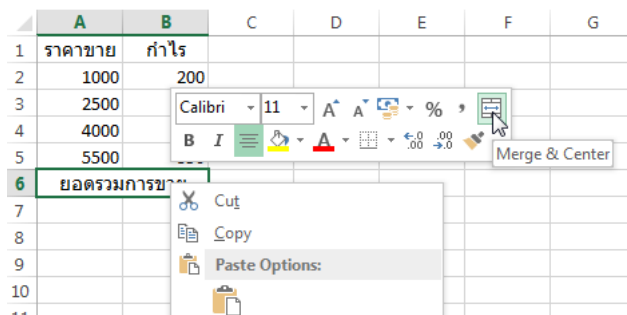 A B C D E F G
1 ราคาขาย กำไร
2 1000 200
3 2500
Calibri 11 A A % ,
4 4000
B I A .00 .00
5 5500
Merge & Center
6 ยอดรวมการขาย
7 Cut
8 Copy
9 Paste Options:
10